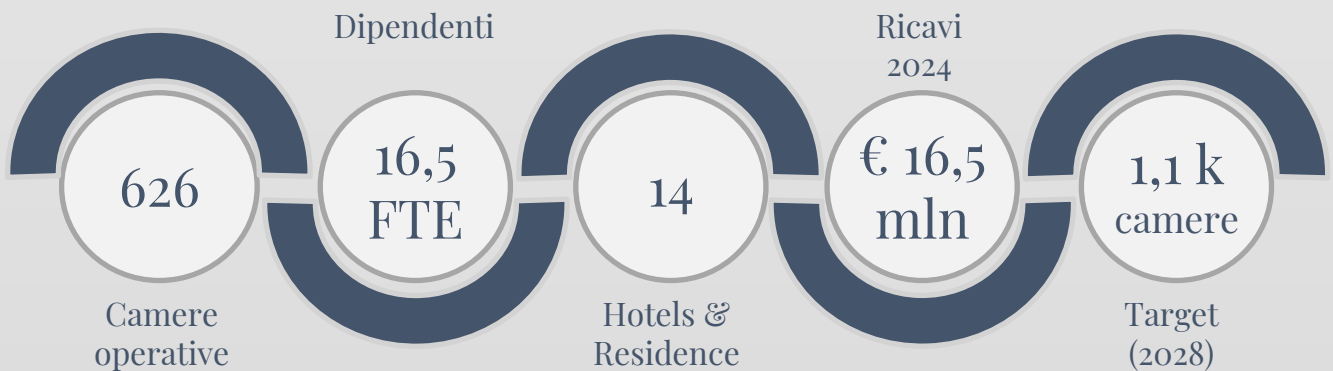 626
Camere
operative
Dipendenti
16,5
FTE
14
Hotels &
Residence
Ricavi
2024
€ 16,5
mln
1,1 k
camere
Target
(2028)